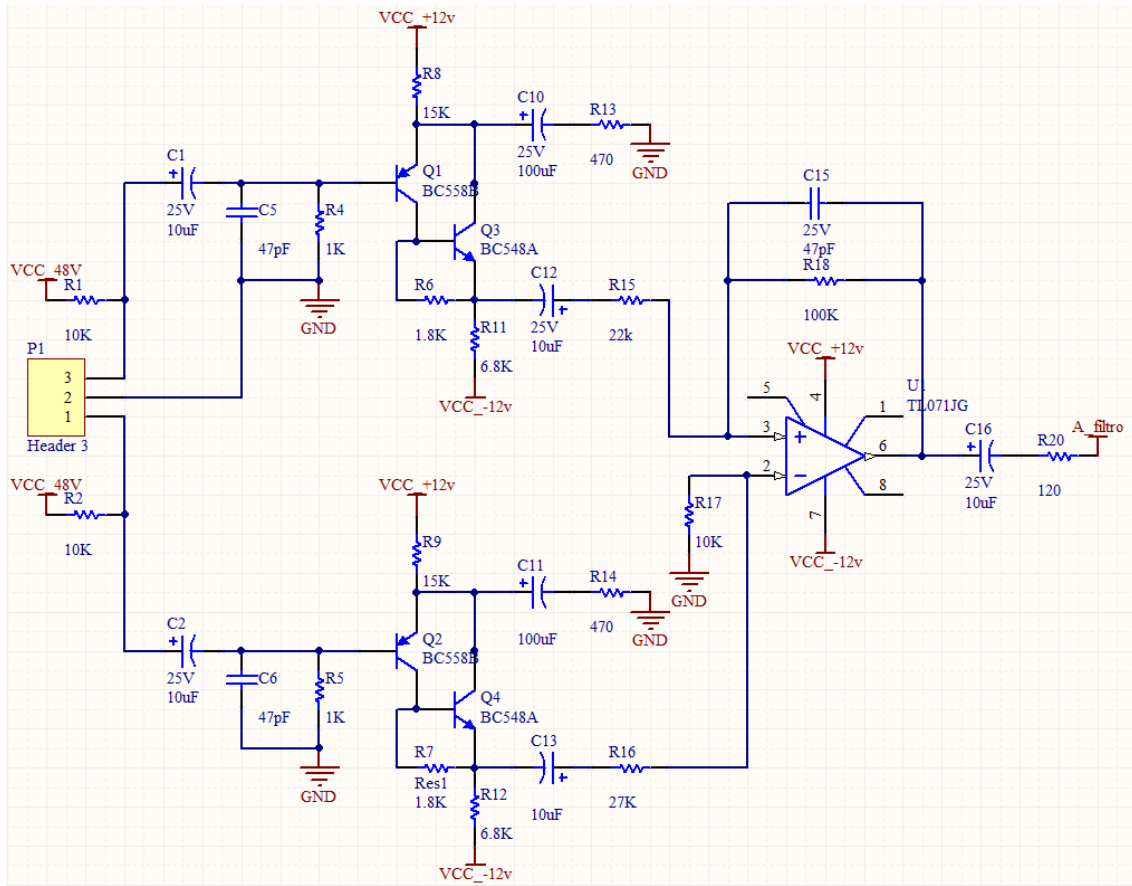 VCC_+12v
R8
15K
C10
25V
100uF
R13
470
GND
C1
25V
10uF
C5
47pF
R4
1K
GND
Q1
BC558B
Q3
BC548A
R6
1.8K
R11
6.8K
VCC_-12v
C12
25V
10uF
R15
22k
VCC_48V
R1
10K
P1
3
2
1
Header 3
VCC_48V
R2
10K
C15
25V
47pF
R18
100K
VCC_+12v
U1
TL071JG
5
4
1
3
+
6
2
−
8
7
VCC_-12v
R17
10K
GND
C16
25V
10uF
R20
120
A_filtro
VCC_+12v
R9
15K
C11
100uF
R14
470
GND
C2
25V
10uF
C6
47pF
R5
1K
GND
Q2
BC558B
Q4
BC548A
R7
Res1
1.8K
R12
6.8K
VCC_-12v
C13
10uF
R16
27K